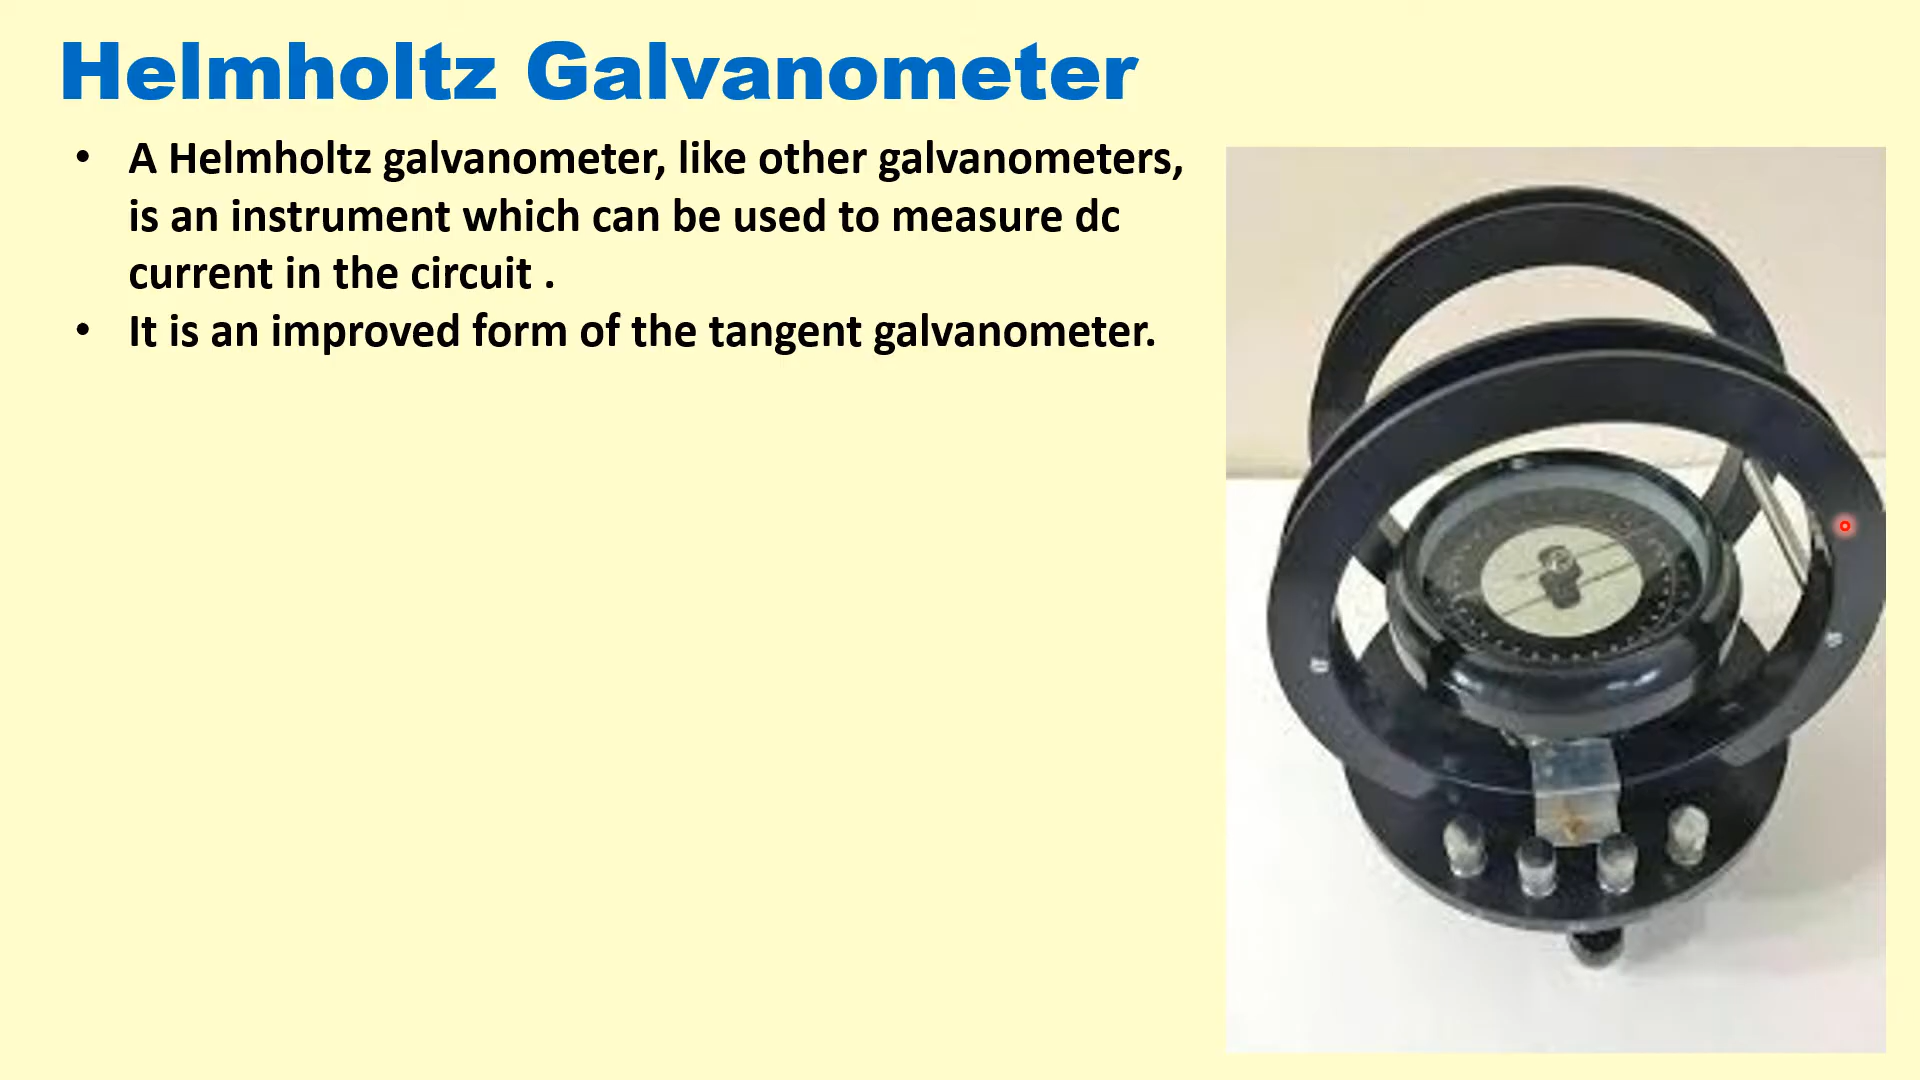 Helmholtz Galvanometer
• A Helmholtz galvanometer, like other galvanometers,
is an instrument which can be used to measure dc
current in the circuit .
• It is an improved form of the tangent galvanometer.